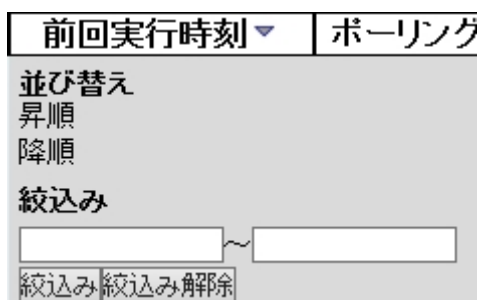 前回実行時刻▼ ポーリング
並び替え
昇順
降順
絞込み
～
絞込み 絞込み解除